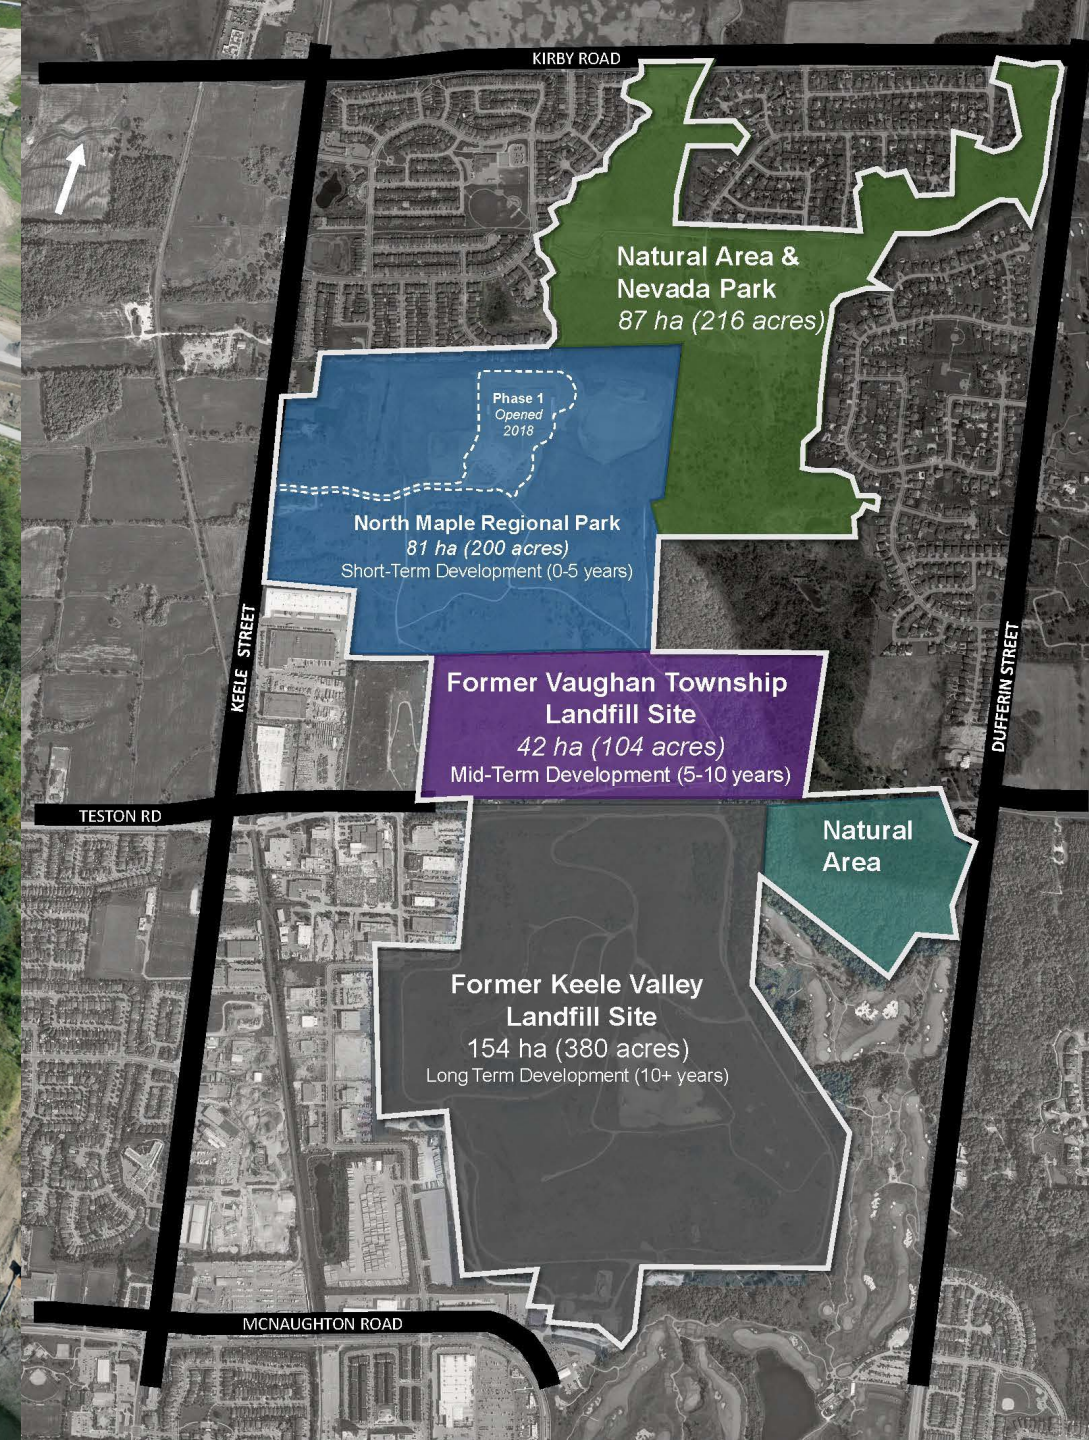 KIRBY ROAD
Natural Area &
Nevada Park
87 ha (216 acres)
Phase 1
Opened
2018
North Maple Regional Park
81 ha (200 acres)
Short-Term Development (0-5 years)
KEELE STREET
DUFFERIN STREET
Former Vaughan Township
Landfill Site
42 ha (104 acres)
Mid-Term Development (5-10 years)
TESTON RD
Natural
Area
Former Keele Valley
Landfill Site
154 ha (380 acres)
Long Term Development (10+ years)
MCNAUGHTON ROAD